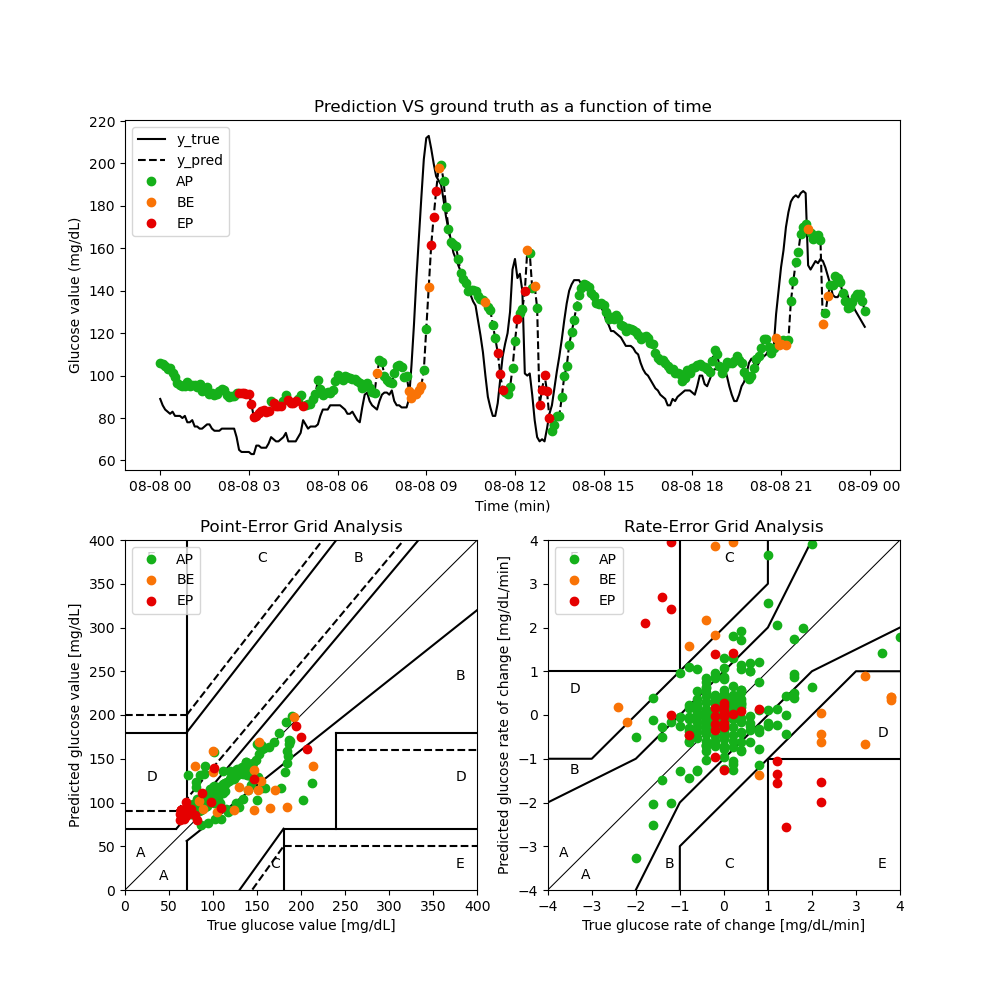 Prediction VS ground truth as a function of time
Glucose value (mg/dL)
220
200
180
160
140
120
100
80
60
y_true
y_pred
AP
BE
EP
08-08 00 08-08 03 08-08 06 08-08 09 08-08 12 08-08 15 08-08 18 08-08 21 08-09 00
Time (min)
Point-Error Grid Analysis
Predicted glucose value [mg/dL]
400
350
300
250
200
150
100
50
0
AP
BE
EP
C
B
B
D
D
A
A
C
E
0 50 100 150 200 250 300 350 400
True glucose value [mg/dL]
Rate-Error Grid Analysis
Predicted glucose rate of change [mg/dL/min]
4
3
2
1
0
−1
−2
−3
−4
AP
BE
EP
C
D
D
B
A
A
B
C
E
−4 −3 −2 −1 0 1 2 3 4
True glucose rate of change [mg/dL/min]